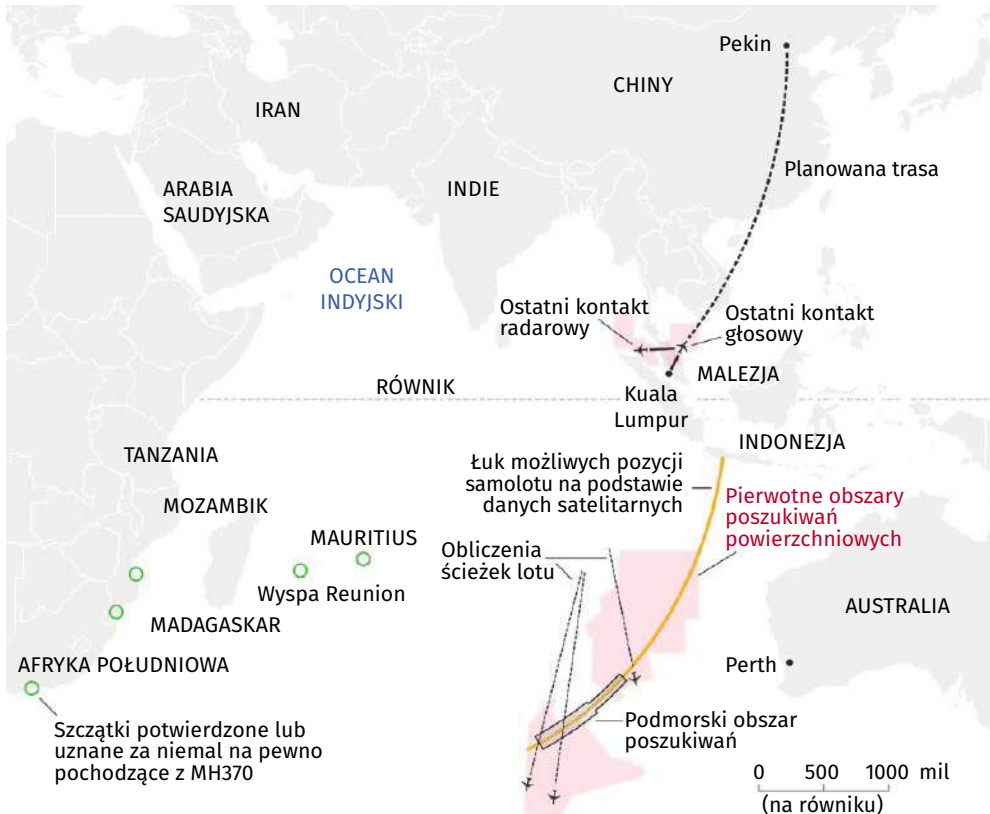 Pekin
CHINY
IRAN
Planowana trasa
ARABIA
SAUDYJSKA
INDIE
OCEAN
INDYJSKI
Ostatni kontakt
radarowy
Ostatni kontakt
głosowy
RÓWNIK
MALEZJA
Kuala
Lumpur
INDONEZJA
TANZANIA
Łuk możliwych pozycji
samolotu na podstawie
danych satelitarnych
Pierwotne obszary
poszukiwań
powierzchniowych
MOZAMBIK
MAURITIUS
Obliczenia
ścieżek lotu
Wyspa Reunion
AUSTRALIA
MADAGASKAR
AFRYKA POŁUDNIOWA
Perth
Szczątki potwierdzone lub
uznane za niemal na pewno
pochodzące z MH370
Podmorski obszar
poszukiwań
0 500 1000 mil
(na równiku)